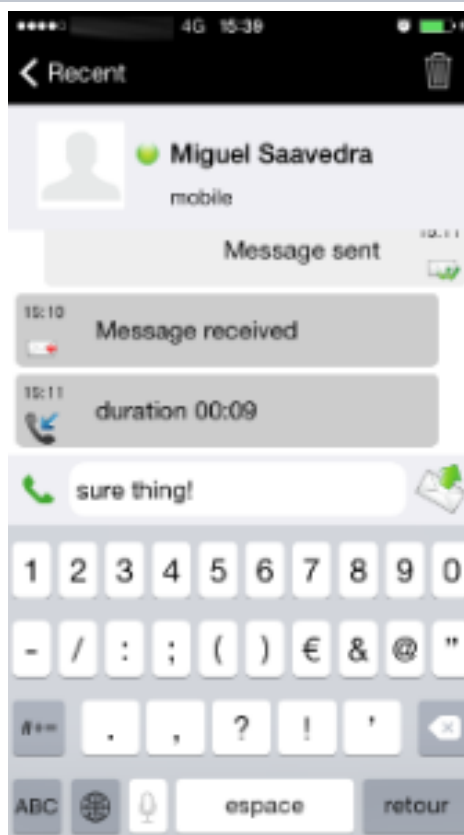 4G 15:39
Recent
Miguel Saavedra
mobile
Message sent
15:10
Message received
15:11
duration 00:09
sure thing!
1 2 3 4 5 6 7 8 9 0
- / : ; ( ) € & @ "
#+=
. , ? ! '
ABC espace retour